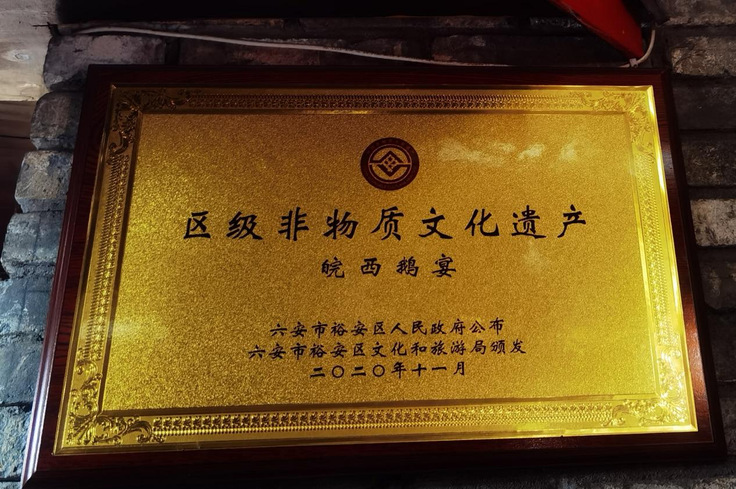 区级非物质文化遗产
皖西鹅宴
六安市裕安区人民政府公布
六安市裕安区文化和旅游局颁发
二〇二〇年十一月